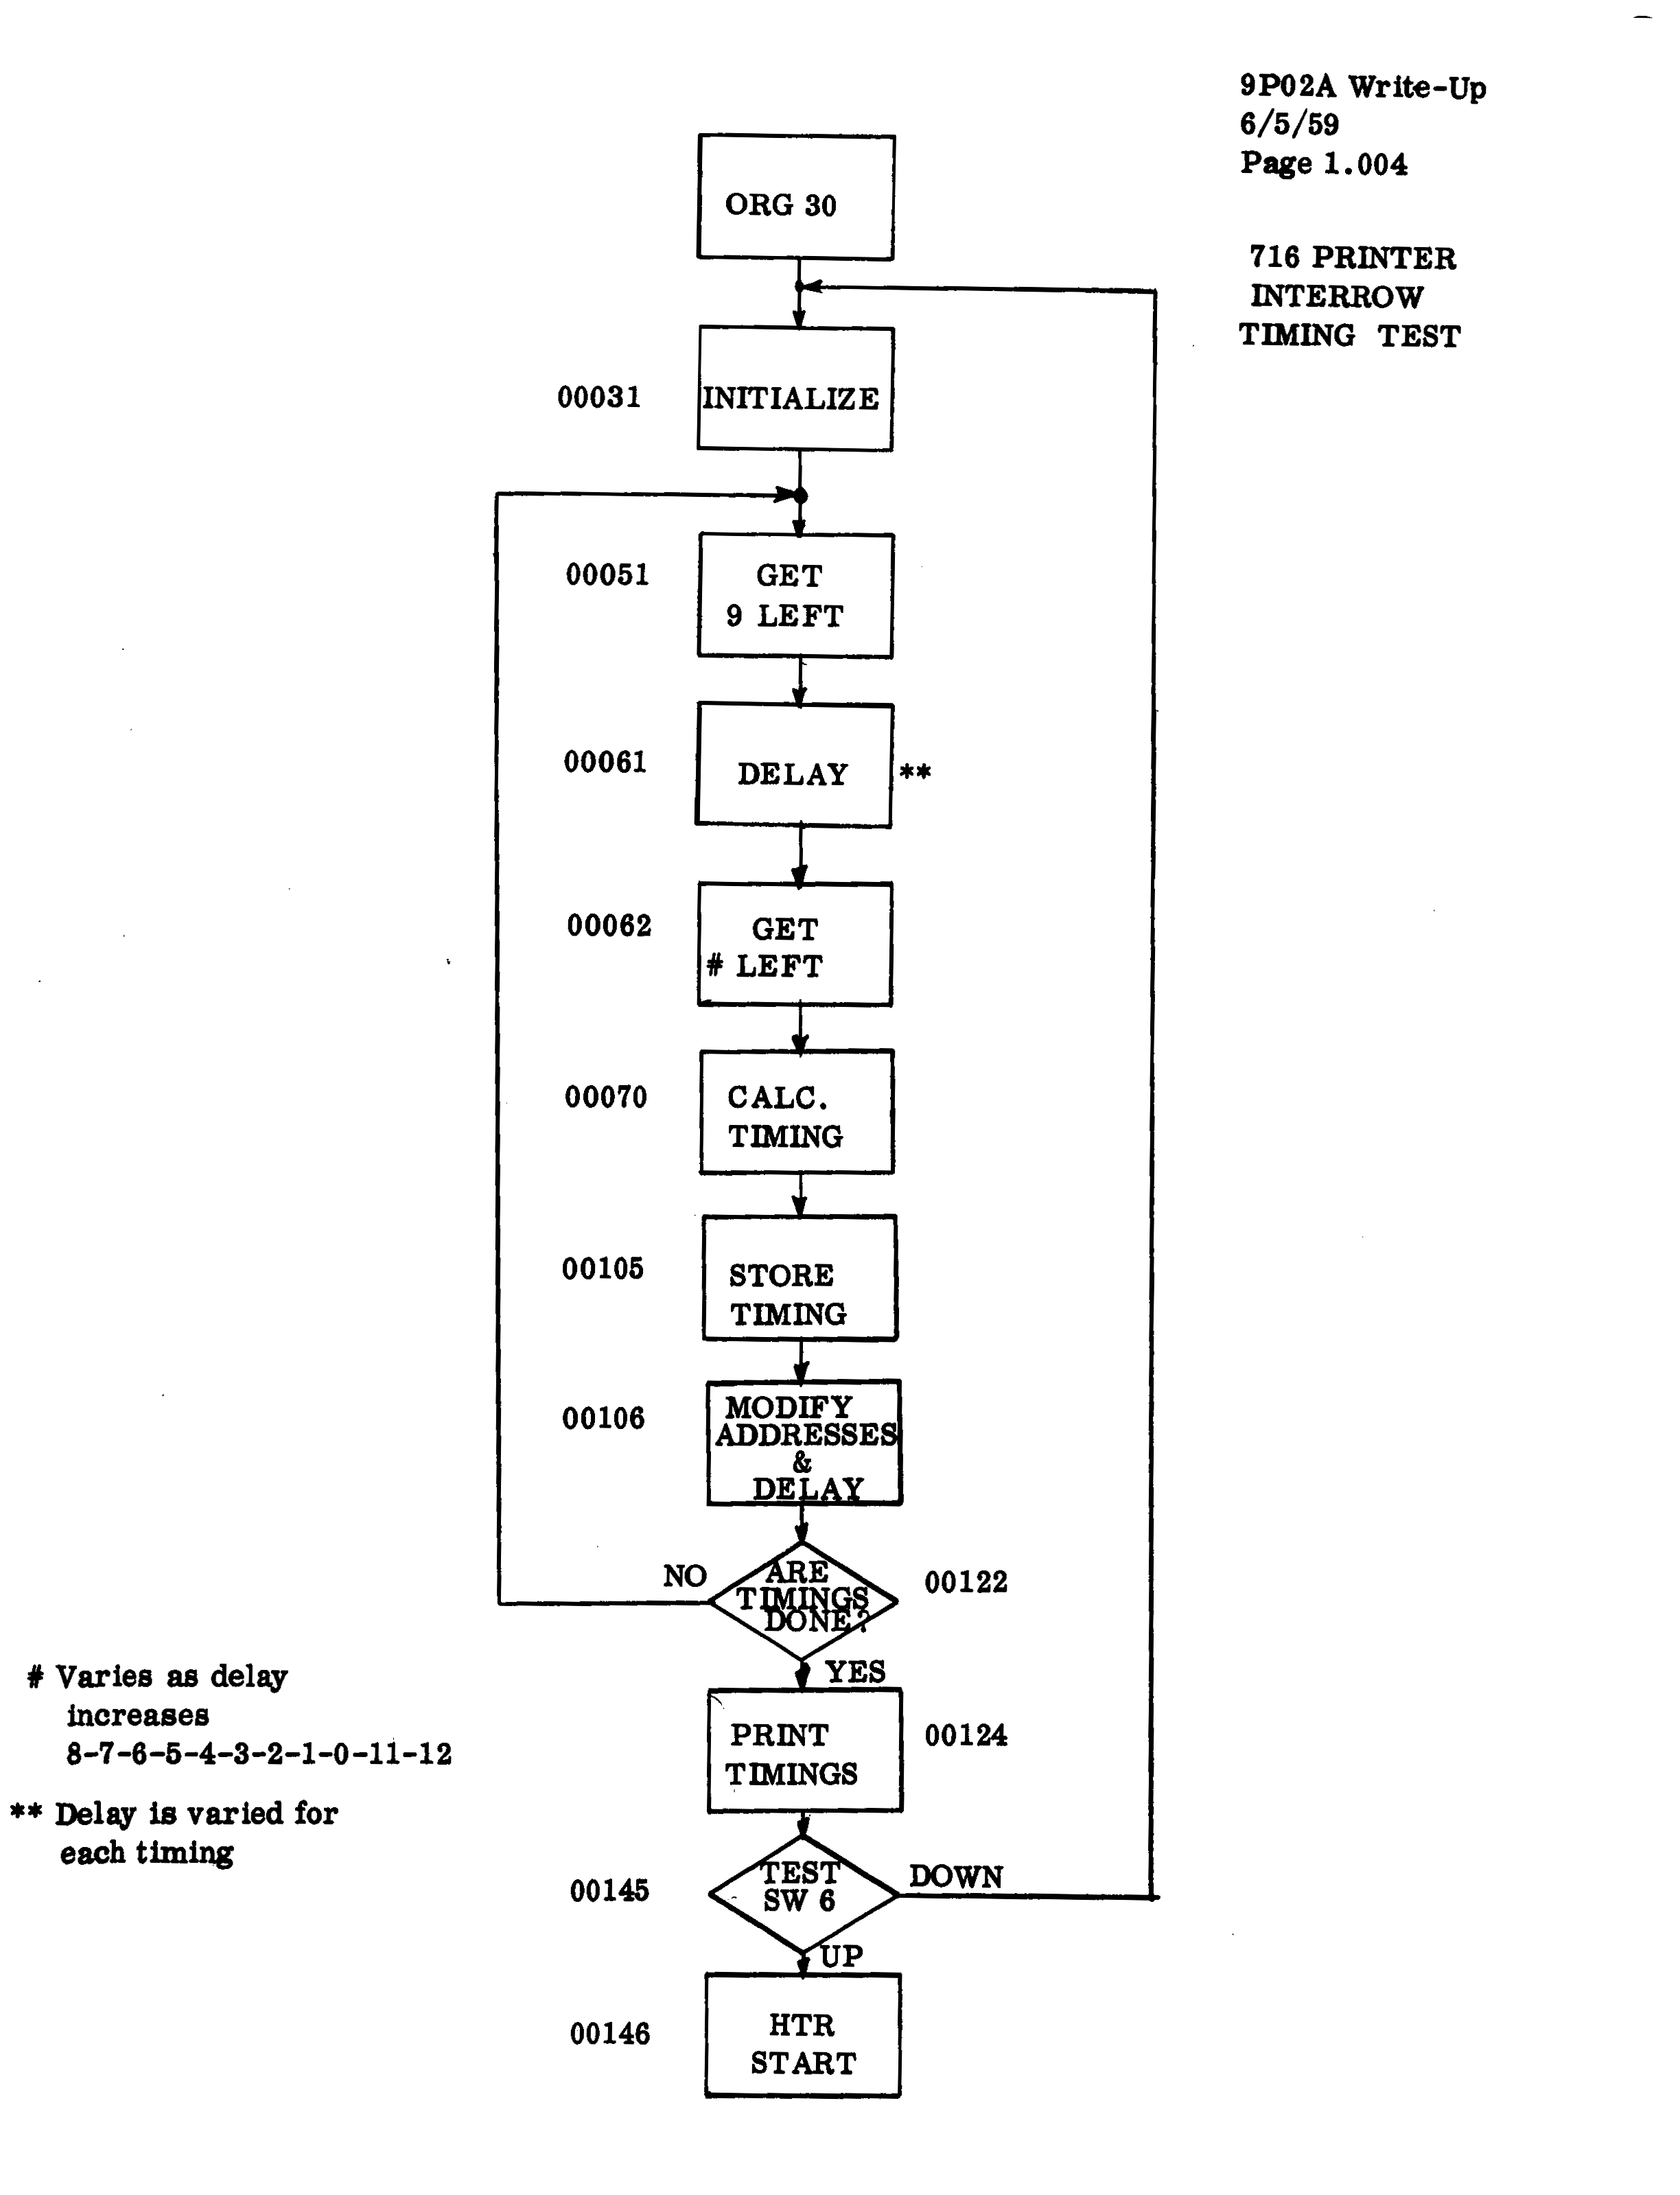 9P02A Write-Up
6/5/59
Page 1.004
716 PRINTER
INTERROW
TIMING TEST
ORG 30
00031
INITIALIZE
00051
GET
9 LEFT
00061
DELAY **
00062
GET
# LEFT
00070
CALC.
TIMING
00105
STORE
TIMING
00106
MODIFY
ADDRESSES
&
DELAY
NO
ARE
TIMINGS
DONE?
00122
YES
PRINT
TIMINGS
00124
# Varies as delay
increases
8-7-6-5-4-3-2-1-0-11-12
** Delay is varied for
each timing
00145
TEST
SW 6
DOWN
UP
00146
HTR
START